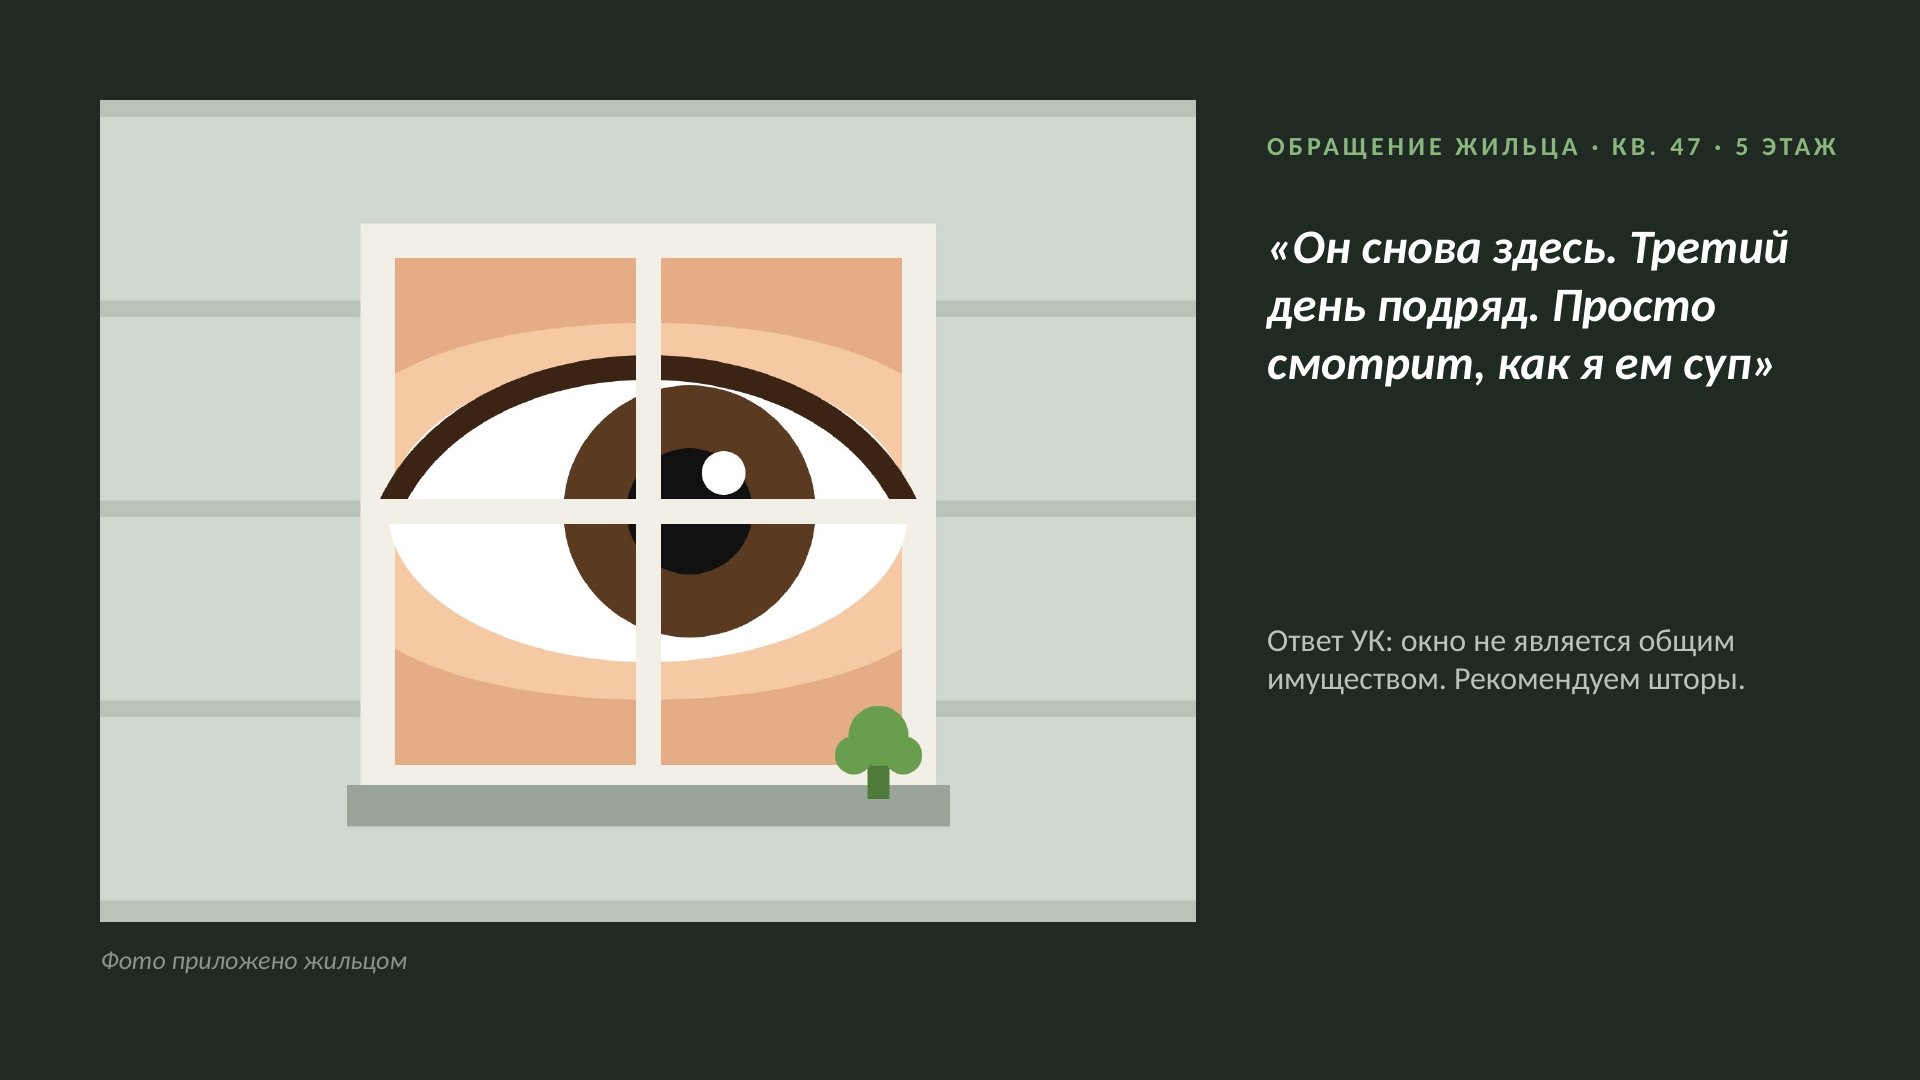 ОБРАЩЕНИЕ ЖИЛЬЦА · КВ. 47 · 5 ЭТАЖ
«Он снова здесь. Третий
день подряд. Просто
смотрит, как я ем суп»
Ответ УК: окно не является общим
имуществом. Рекомендуем шторы.
Фото приложено жильцом